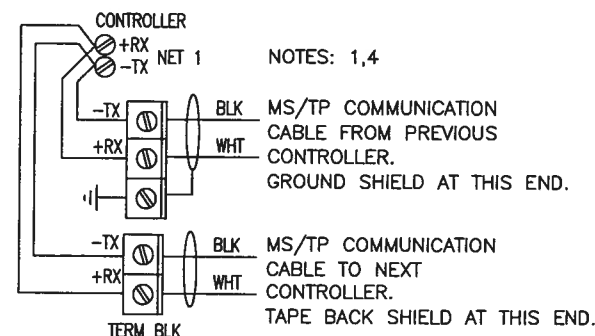 CONTROLLER
+RX
-TX
NET 1
NOTES: 1,4
-TX
BLK
MS/TP COMMUNICATION
CABLE FROM PREVIOUS
+RX
WHT
CONTROLLER.
GROUND SHIELD AT THIS END.
-TX
BLK
MS/TP COMMUNICATION
CABLE TO NEXT
+RX
WHT
CONTROLLER.
TAPE BACK SHIELD AT THIS END.
TERM BLK